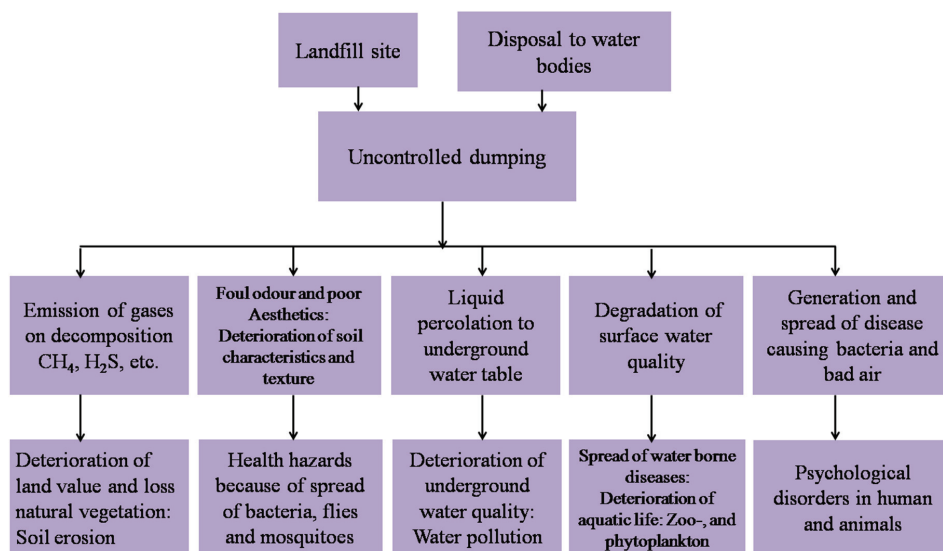 Landfill site
Disposal to water
bodies
Uncontrolled dumping
Emission of gases
on decomposition
CH₄, H₂S, etc.
Foul odour and poor
Aesthetics:
Deterioration of soil
characteristics and
texture
Liquid
percolation to
underground
water table
Degradation of
surface water
quality
Generation and
spread of disease
causing bacteria and
bad air
Deterioration of
land value and loss
natural vegetation:
Soil erosion
Health hazards
because of spread
of bacteria, flies
and mosquitoes
Deterioration of
underground
water quality:
Water pollution
Spread of water borne
diseases:
Deterioration of
aquatic life: Zoo-, and
phytoplankton
Psychological
disorders in human
and animals